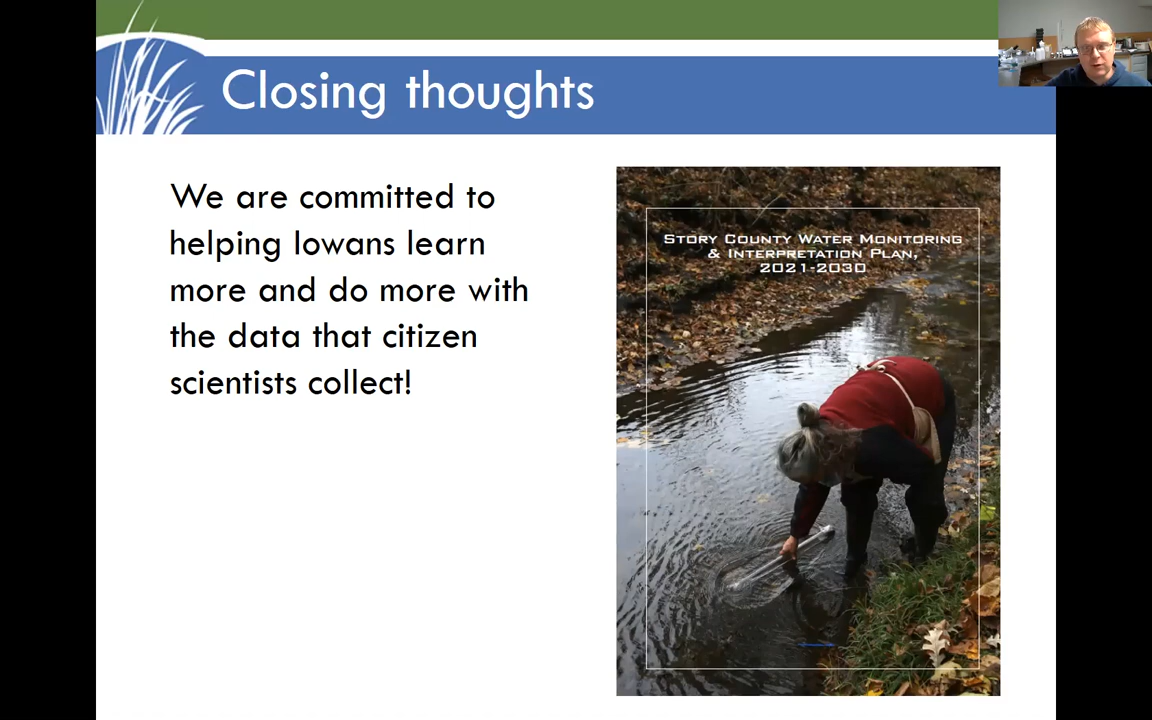 Closing thoughts
We are committed to
helping Iowans learn
more and do more with
the data that citizen
scientists collect!
Story County Water Monitoring
& Interpretation Plan,
2021-2030